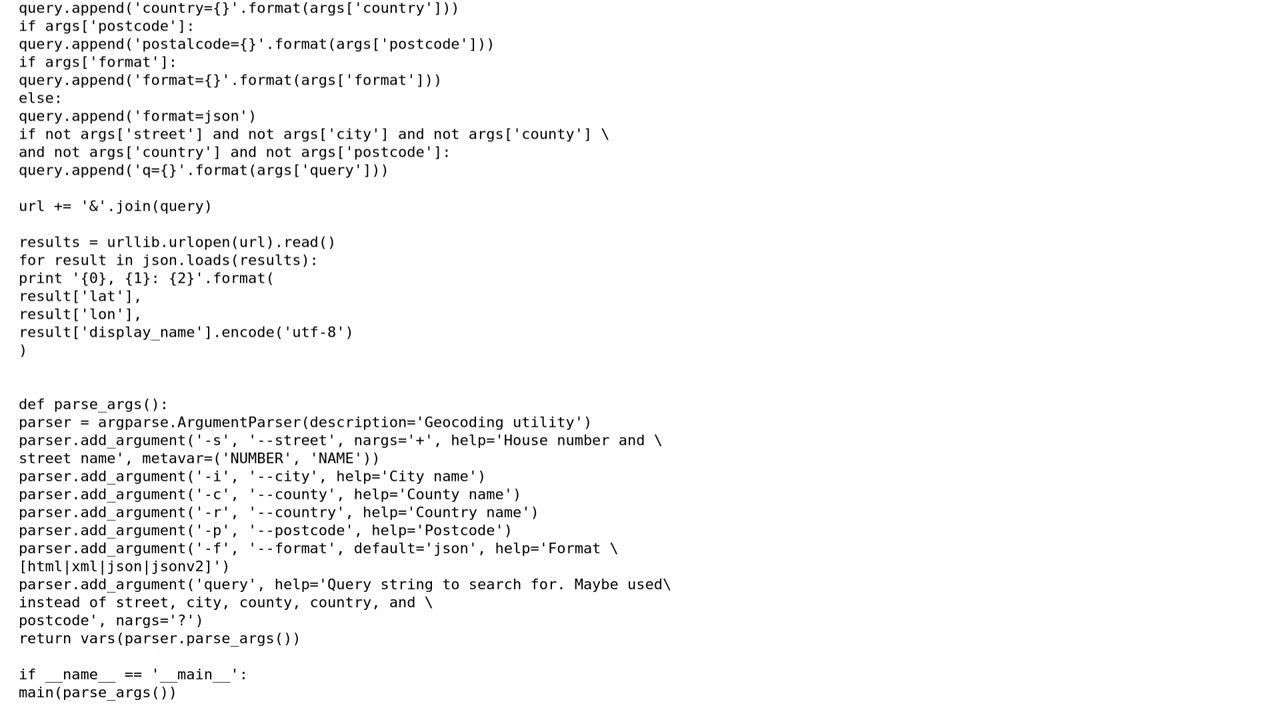 query.append('country={}'.format(args['country']))
if args['postcode']:
query.append('postalcode={}'.format(args['postcode']))
if args['format']:
query.append('format={}'.format(args['format']))
else:
query.append('format=json')
if not args['street'] and not args['city'] and not args['county'] \
and not args['country'] and not args['postcode']:
query.append('q={}'.format(args['query']))

url += '&'.join(query)

results = urllib.urlopen(url).read()
for result in json.loads(results):
print '{0}, {1}: {2}'.format(
result['lat'],
result['lon'],
result['display_name'].encode('utf-8')
)


def parse_args():
parser = argparse.ArgumentParser(description='Geocoding utility')
parser.add_argument('-s', '--street', nargs='+', help='House number and \
street name', metavar=('NUMBER', 'NAME'))
parser.add_argument('-i', '--city', help='City name')
parser.add_argument('-c', '--county', help='County name')
parser.add_argument('-r', '--country', help='Country name')
parser.add_argument('-p', '--postcode', help='Postcode')
parser.add_argument('-f', '--format', default='json', help='Format \
[html|xml|json|jsonv2]')
parser.add_argument('query', help='Query string to search for. Maybe used\
instead of street, city, county, country, and \
postcode', nargs='?')
return vars(parser.parse_args())

if __name__ == '__main__':
main(parse_args())